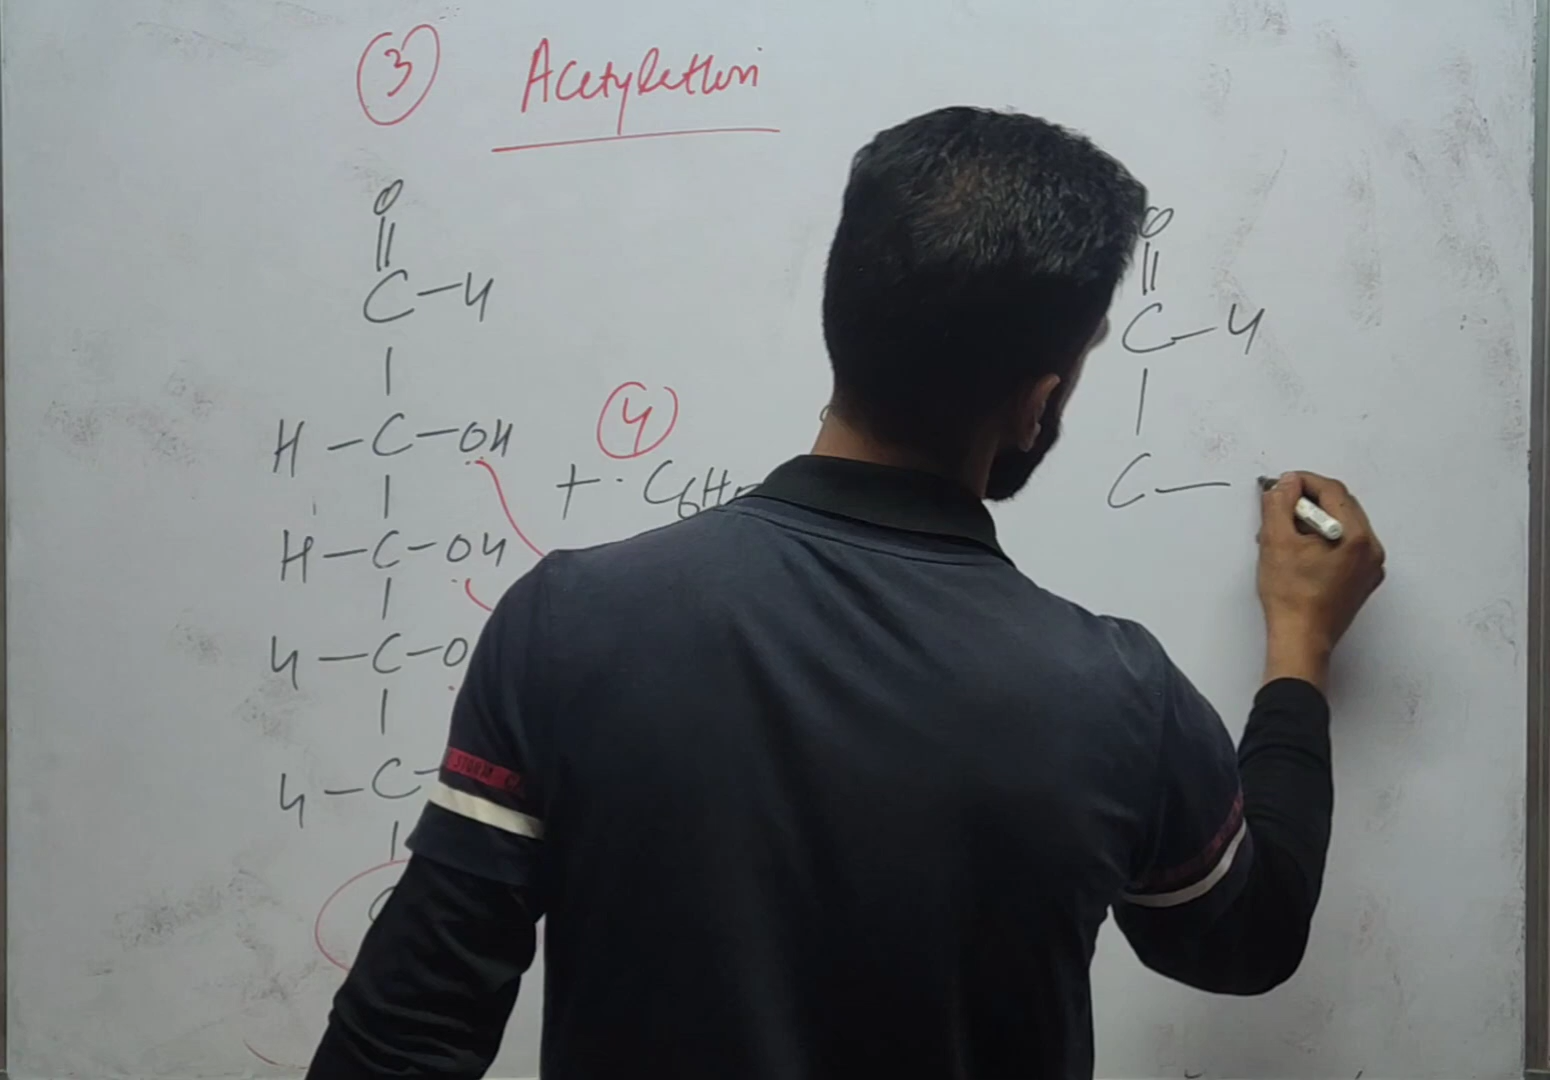 3 Acetylation
O
||
C-H
|
H-C-OH
|
H-C-OH
|
H-C-O
|
H-C-
|
C
4
+ C6H5
O
||
C-H
|
C-